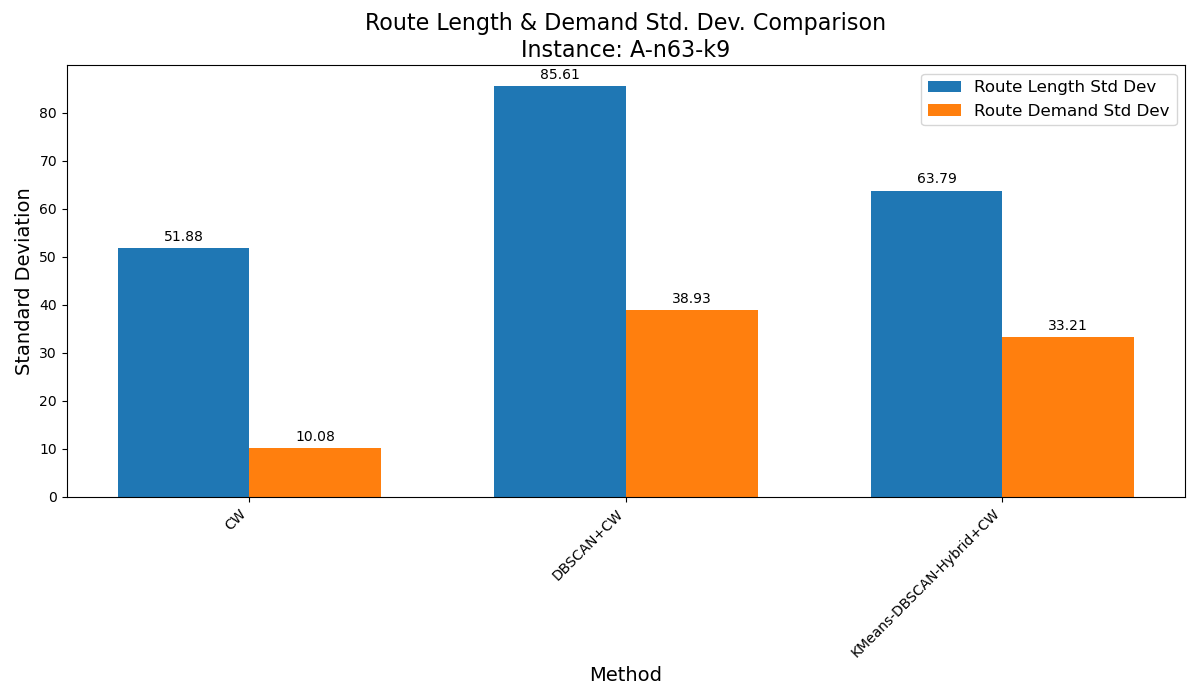 Route Length & Demand Std. Dev. Comparison
Instance: A-n63-k9
Route Length Std Dev
Route Demand Std Dev
Standard Deviation
80
70
60
50
40
30
20
10
0
51.88
10.08
85.61
38.93
63.79
33.21
CW
DBSCAN+CW
KMeans-DBSCAN-Hybrid+CW
Method